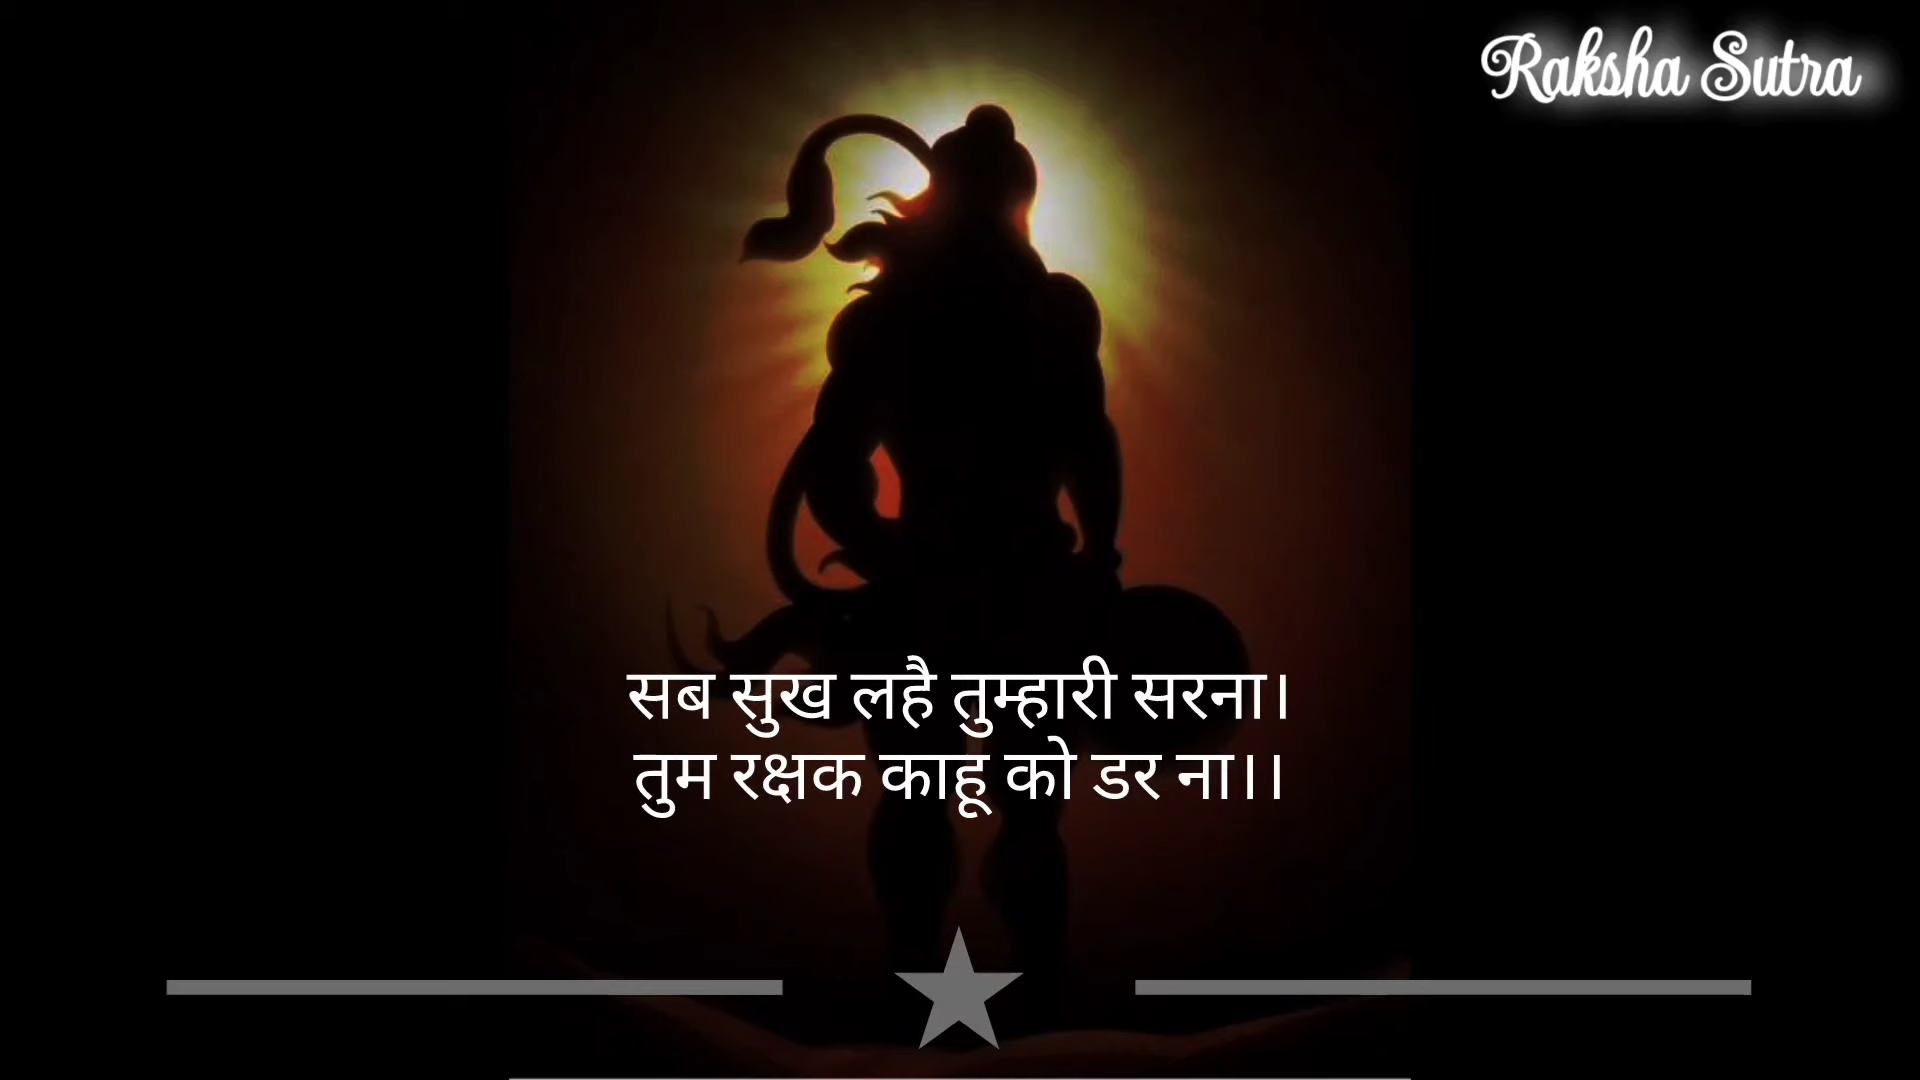 Raksha Sutra
सब सुख लहै तुम्हारी सरना।
तुम रक्षक काहू को डर ना।।